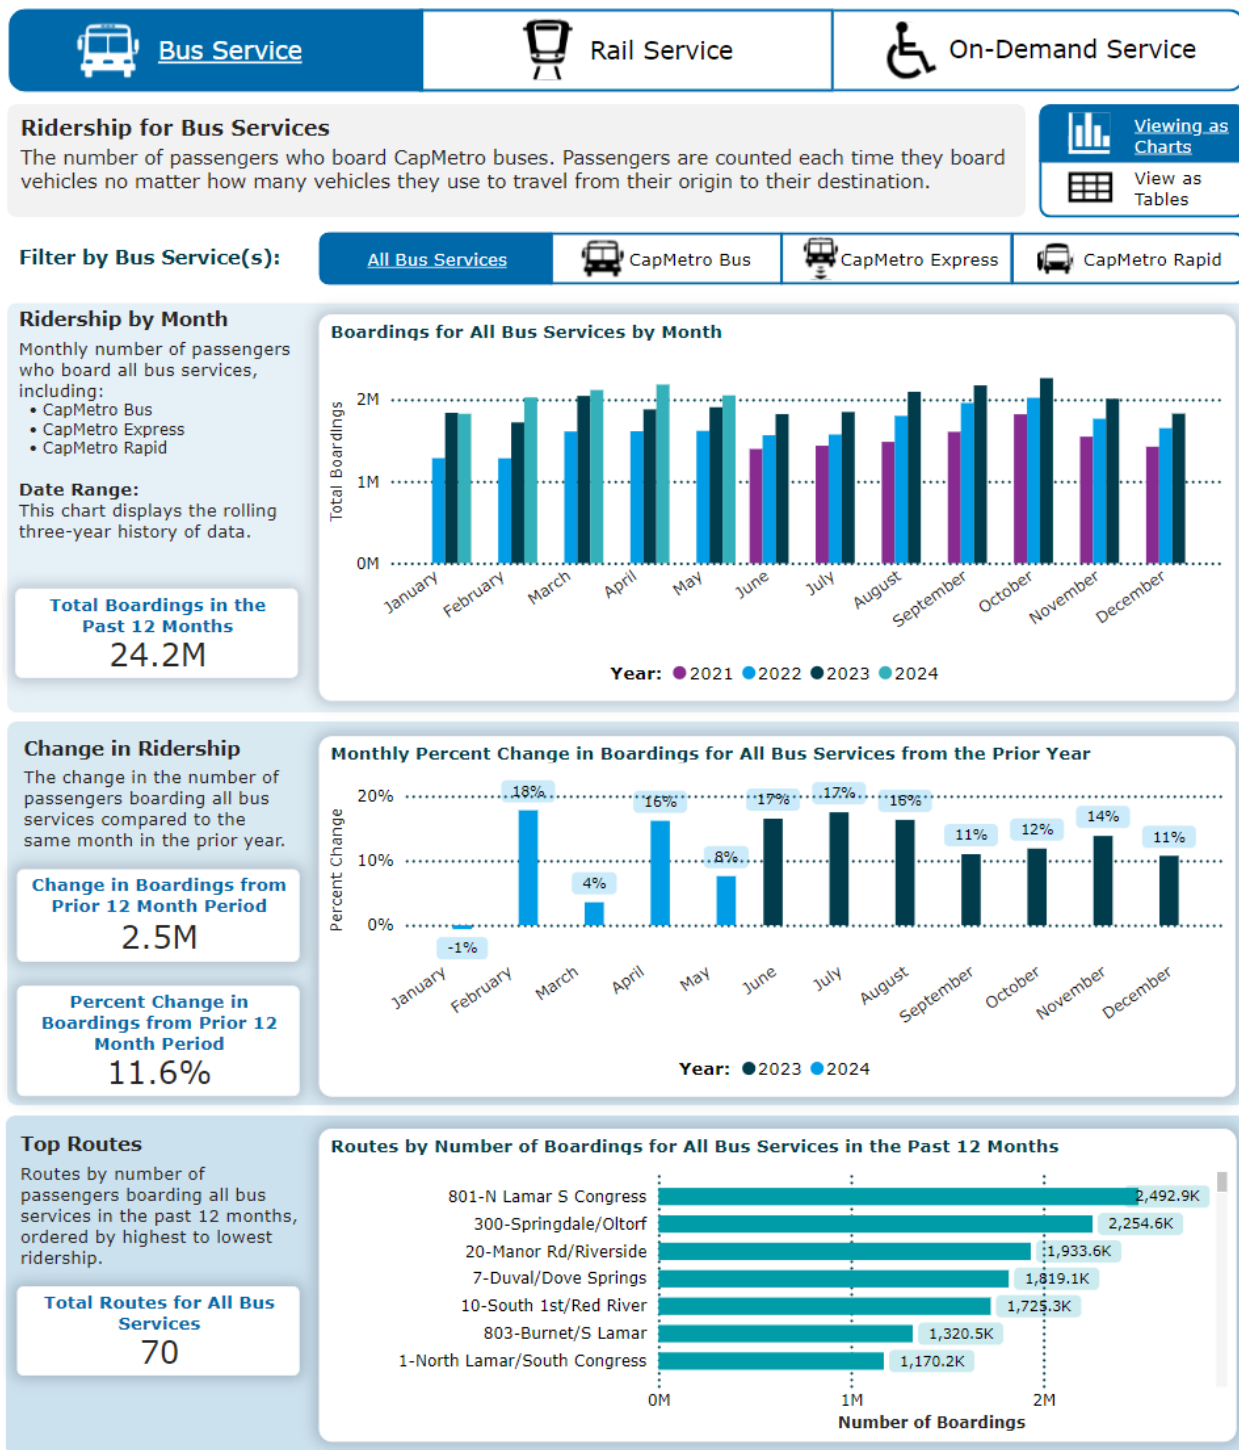 Bus Service
Rail Service
On-Demand Service
Ridership for Bus Services
The number of passengers who board CapMetro buses. Passengers are counted each time they board
vehicles no matter how many vehicles they use to travel from their origin to their destination.
Viewing as
Charts
View as
Tables
Filter by Bus Service(s):
All Bus Services
CapMetro Bus
CapMetro Express
CapMetro Rapid
Ridership by Month
Monthly number of passengers
who board all bus services,
including:
• CapMetro Bus
• CapMetro Express
• CapMetro Rapid
Date Range:
This chart displays the rolling
three-year history of data.
Total Boardings in the
Past 12 Months
24.2M
Boardings for All Bus Services by Month
Total Boardings
2M
1M
0M
January
February
March
April
May
June
July
August
September
October
November
December
Year: 2021 2022 2023 2024
Change in Ridership
The change in the number of
passengers boarding all bus
services compared to the
same month in the prior year.
Change in Boardings from
Prior 12 Month Period
2.5M
Percent Change in
Boardings from Prior 12
Month Period
11.6%
Monthly Percent Change in Boardings for All Bus Services from the Prior Year
Percent Change
20%
10%
0%
-1%
18%
4%
16%
8%
17%
17%
16%
11%
12%
14%
11%
January
February
March
April
May
June
July
August
September
October
November
December
Year: 2023 2024
Top Routes
Routes by number of
passengers boarding all bus
services in the past 12 months,
ordered by highest to lowest
ridership.
Total Routes for All Bus
Services
70
Routes by Number of Boardings for All Bus Services in the Past 12 Months
801-N Lamar S Congress 2,492.9K
300-Springdale/Oltorf 2,254.6K
20-Manor Rd/Riverside 1,933.6K
7-Duval/Dove Springs 1,819.1K
10-South 1st/Red River 1,725.3K
803-Burnet/S Lamar 1,320.5K
1-North Lamar/South Congress 1,170.2K
0M 1M 2M
Number of Boardings